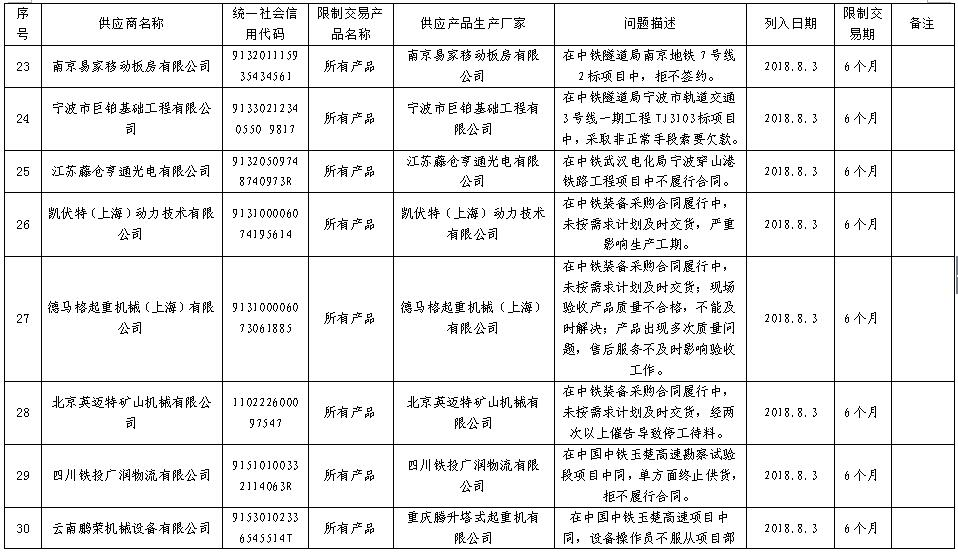 序号 供应商名称 统一社会信用代码 限制交易产品名称 供应产品生产厂家 问题描述 列入日期 限制交易期 备注
23 南京易家移动板房有限公司 913201115935434561 所有产品 南京易家移动板房有限公司 在中铁隧道局南京地铁7号线2标项目中，拒不签约。 2018.8.3 6个月
24 宁波市巨铂基础工程有限公司 91330212340550 9817 所有产品 宁波市巨铂基础工程有限公司 在中铁隧道局宁波市轨道交通3号线一期工程TJ3103标项目中，采取非正常手段索要欠款。 2018.8.3 6个月
25 江苏藤仓亨通光电有限公司 91320509748740973R 所有产品 江苏藤仓亨通光电有限公司 在中铁武汉电化局宁波穿山港铁路工程项目中不履行合同。 2018.8.3 6个月
26 凯伏特（上海）动力技术有限公司 913100006074195614 所有产品 凯伏特（上海）动力技术有限公司 在中铁装备采购合同履行中，未按需求计划及时交货，严重影响生产工期。 2018.8.3 6个月
27 德马格起重机械（上海）有限公司 913100006073061885 所有产品 德马格起重机械（上海）有限公司 在中铁装备采购合同履行中，未按需求计划及时交货；现场验收产品质量不合格，不能及时解决；产品出现多次质量问题，售后服务不及时影响验收工作。 2018.8.3 6个月
28 北京英迈特矿山机械有限公司 110222600097547 所有产品 北京英迈特矿山机械有限公司 在中铁装备采购合同履行中，未按需求计划及时交货，经两次以上催告导致停工待料。 2018.8.3 6个月
29 四川铁投广润物流有限公司 91510100332114063R 所有产品 四川铁投广润物流有限公司 在中国中铁玉楚高速勘察试验段项目中同，单方面终止供货，拒不履行合同。 2018.8.3 6个月
30 云南鹏荣机械设备有限公司 91530102336545514T 所有产品 重庆腾升塔式起重机有限公司 在中国中铁玉楚高速项目中同，设备操作员不服从项目部 2018.8.3 6个月